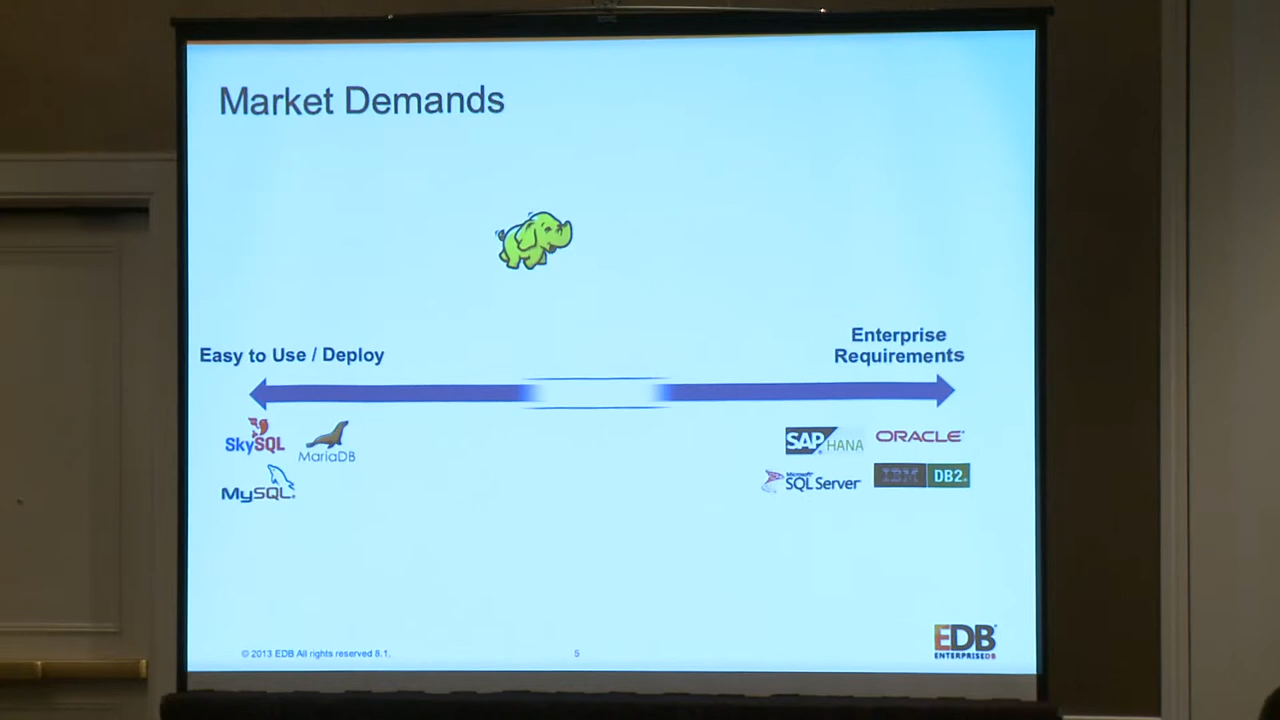 Market Demands
Easy to Use / Deploy
Enterprise
Requirements
SkySQL
MariaDB
MySQL
SAP HANA
ORACLE
Microsoft
SQL Server
IBM DB2
© 2013 EDB All rights reserved 8.1.
5
EDB
ENTERPRISEDB